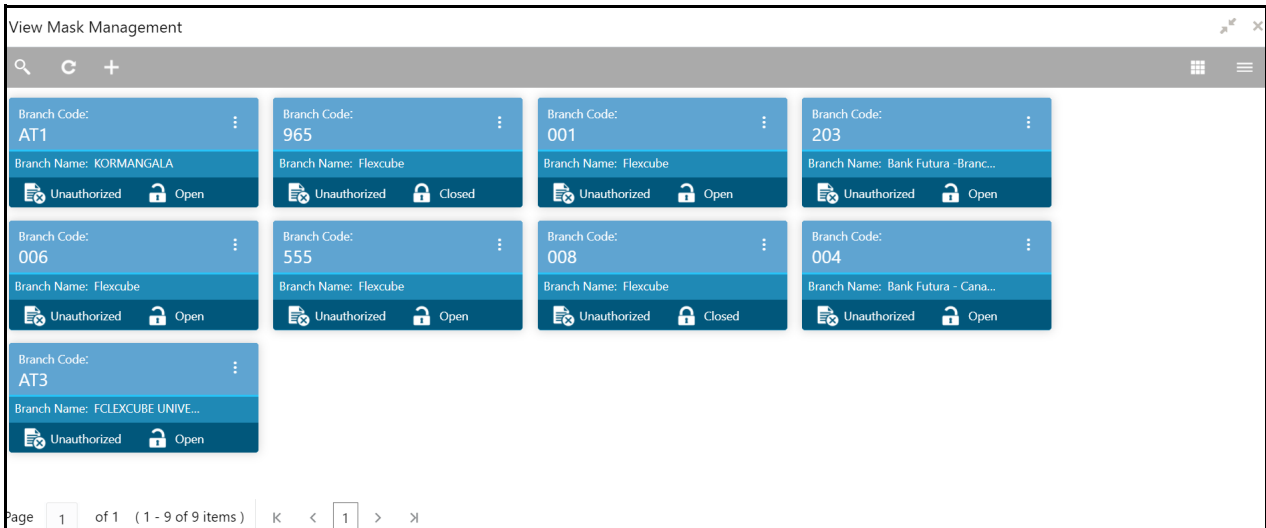 View Mask Management
Branch Code: Branch Code: Branch Code: Branch Code:
AT1 965 001 203
Branch Name: KORMANGALA Branch Name: Flexcube Branch Name: Flexcube Branch Name: Bank Futura -Branc...
Unauthorized Open Unauthorized Closed Unauthorized Open Unauthorized Open
Branch Code: Branch Code: Branch Code: Branch Code:
006 555 008 004
Branch Name: Flexcube Branch Name: Flexcube Branch Name: Flexcube Branch Name: Bank Futura - Cana...
Unauthorized Open Unauthorized Open Unauthorized Closed Unauthorized Open
Branch Code:
AT3
Branch Name: FCLEXCUBE UNIVE...
Unauthorized Open
Page 1 of 1 ( 1 - 9 of 9 items ) 1